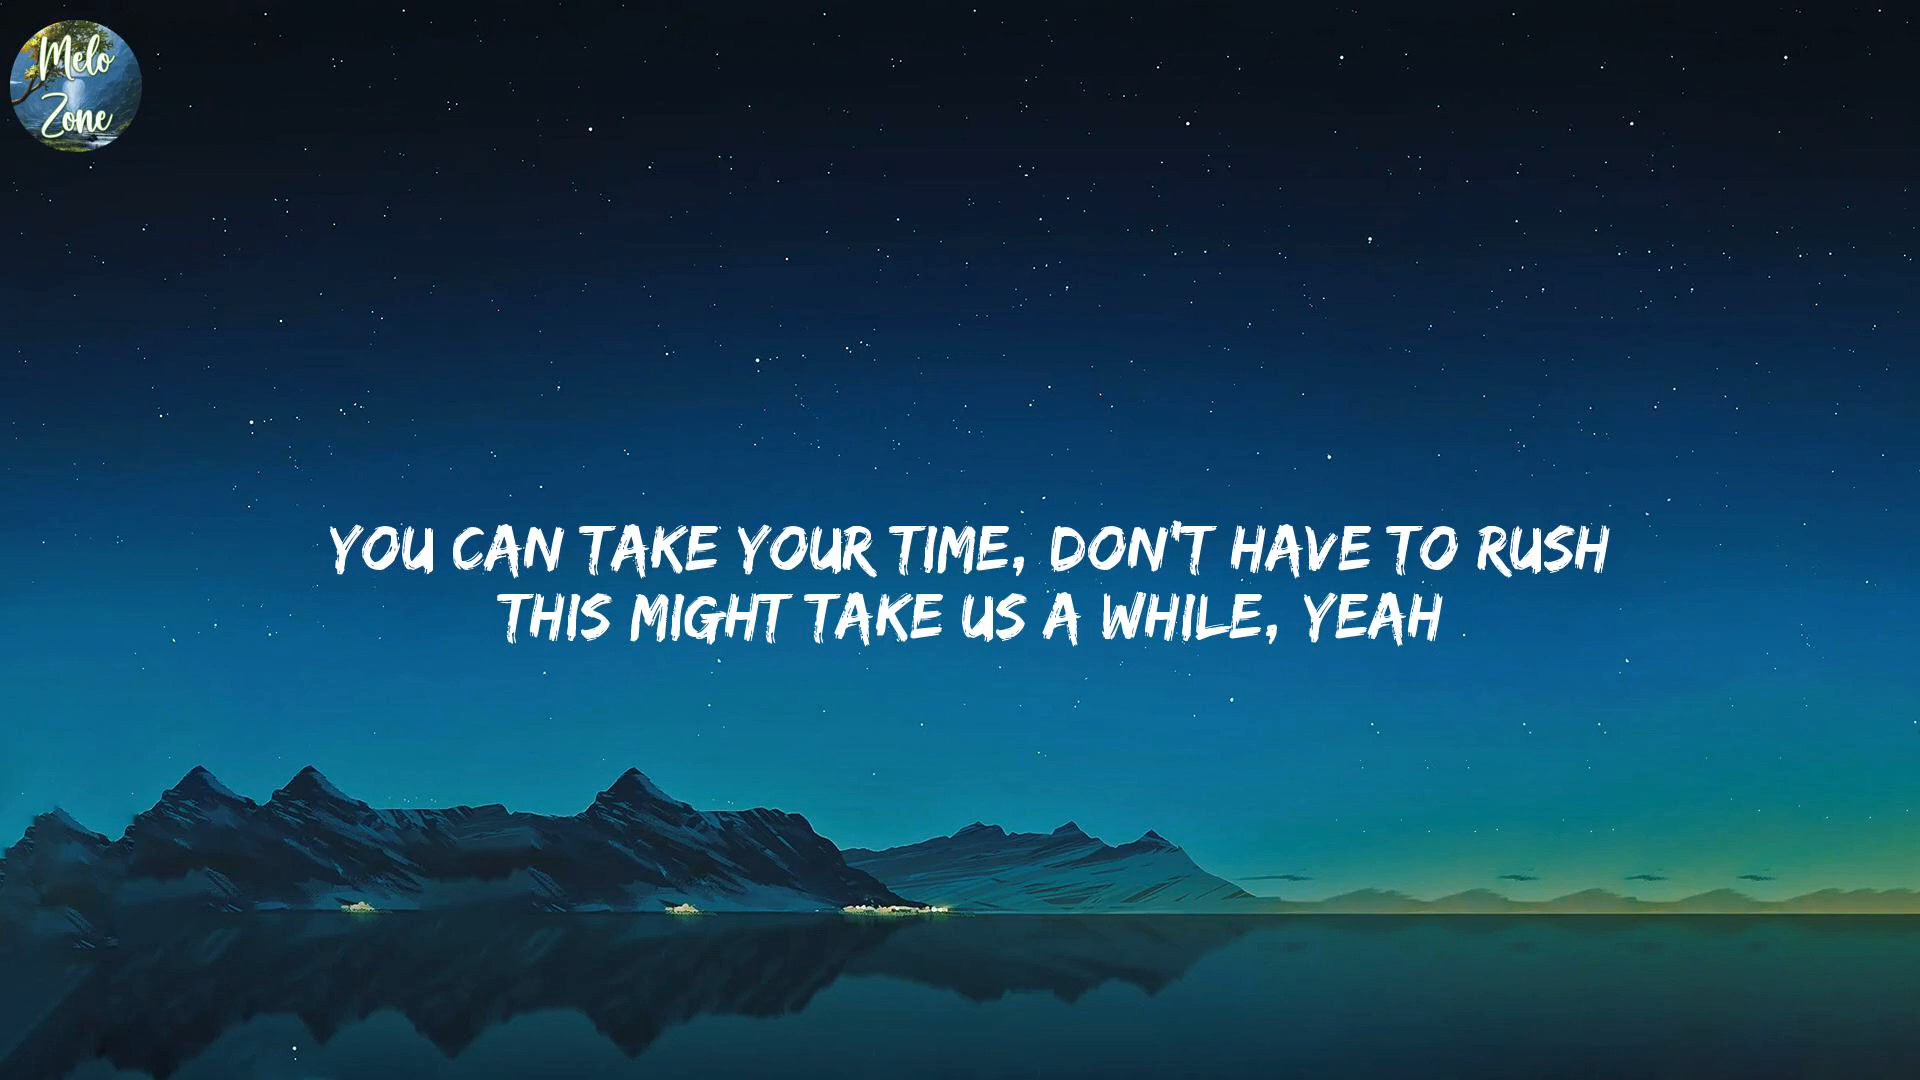 Melo
Zone
YOU CAN TAKE YOUR TIME, DON'T HAVE TO RUSH
THIS MIGHT TAKE US A WHILE, YEAH